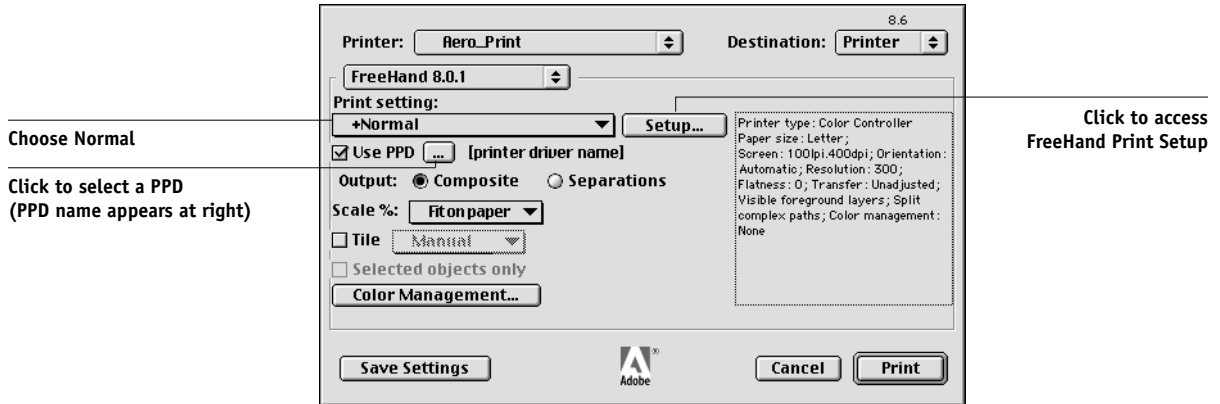 8.6
Printer: Aero_Print Destination: Printer
FreeHand 8.0.1
Print setting:
+Normal Setup...
Choose Normal
Click to access
FreeHand Print Setup
Use PPD ... [printer driver name]
Click to select a PPD
(PPD name appears at right)
Output: Composite Separations
Scale %: Fit on paper
Tile Manual
Selected objects only
Color Management...
Printer type: Color Controller
Paper size: Letter;
Screen: 100lpi.400dpi; Orientation:
Automatic; Resolution: 300;
Flatness: 0; Transfer: Unadjusted;
Visible foreground layers; Split
complex paths; Color management:
None
Save Settings
Adobe®
Cancel Print